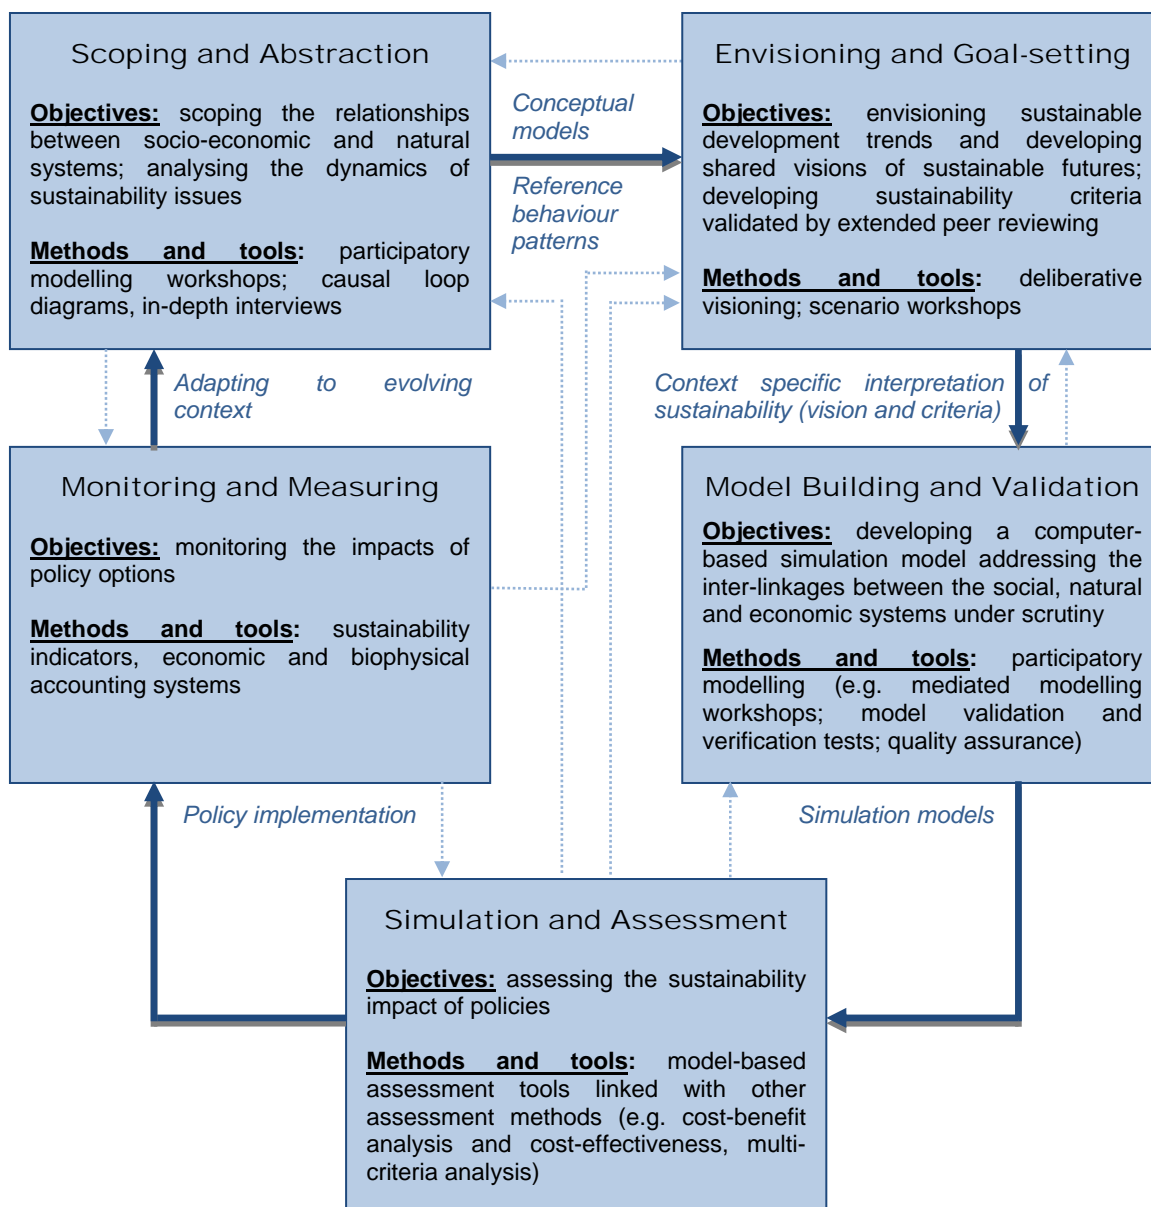 Scoping and Abstraction
Objectives: scoping the relationships
between socio-economic and natural
systems; analysing the dynamics of
sustainability issues
Methods and tools: participatory
modelling workshops; causal loop
diagrams, in-depth interviews
Conceptual
models
Reference
behaviour
patterns
Envisioning and Goal-setting
Objectives: envisioning sustainable
development trends and developing
shared visions of sustainable futures;
developing sustainability criteria
validated by extended peer reviewing
Methods and tools: deliberative
visioning; scenario workshops
Adapting to evolving
context
Context specific interpretation of
sustainability (vision and criteria)
Monitoring and Measuring
Objectives: monitoring the impacts of
policy options
Methods and tools: sustainability
indicators, economic and biophysical
accounting systems
Model Building and Validation
Objectives: developing a computer-
based simulation model addressing the
inter-linkages between the social, natural
and economic systems under scrutiny
Methods and tools: participatory
modelling (e.g. mediated modelling
workshops; model validation and
verification tests; quality assurance)
Policy implementation
Simulation models
Simulation and Assessment
Objectives: assessing the sustainability
impact of policies
Methods and tools: model-based
assessment tools linked with other
assessment methods (e.g. cost-benefit
analysis and cost-effectiveness, multi-
criteria analysis)